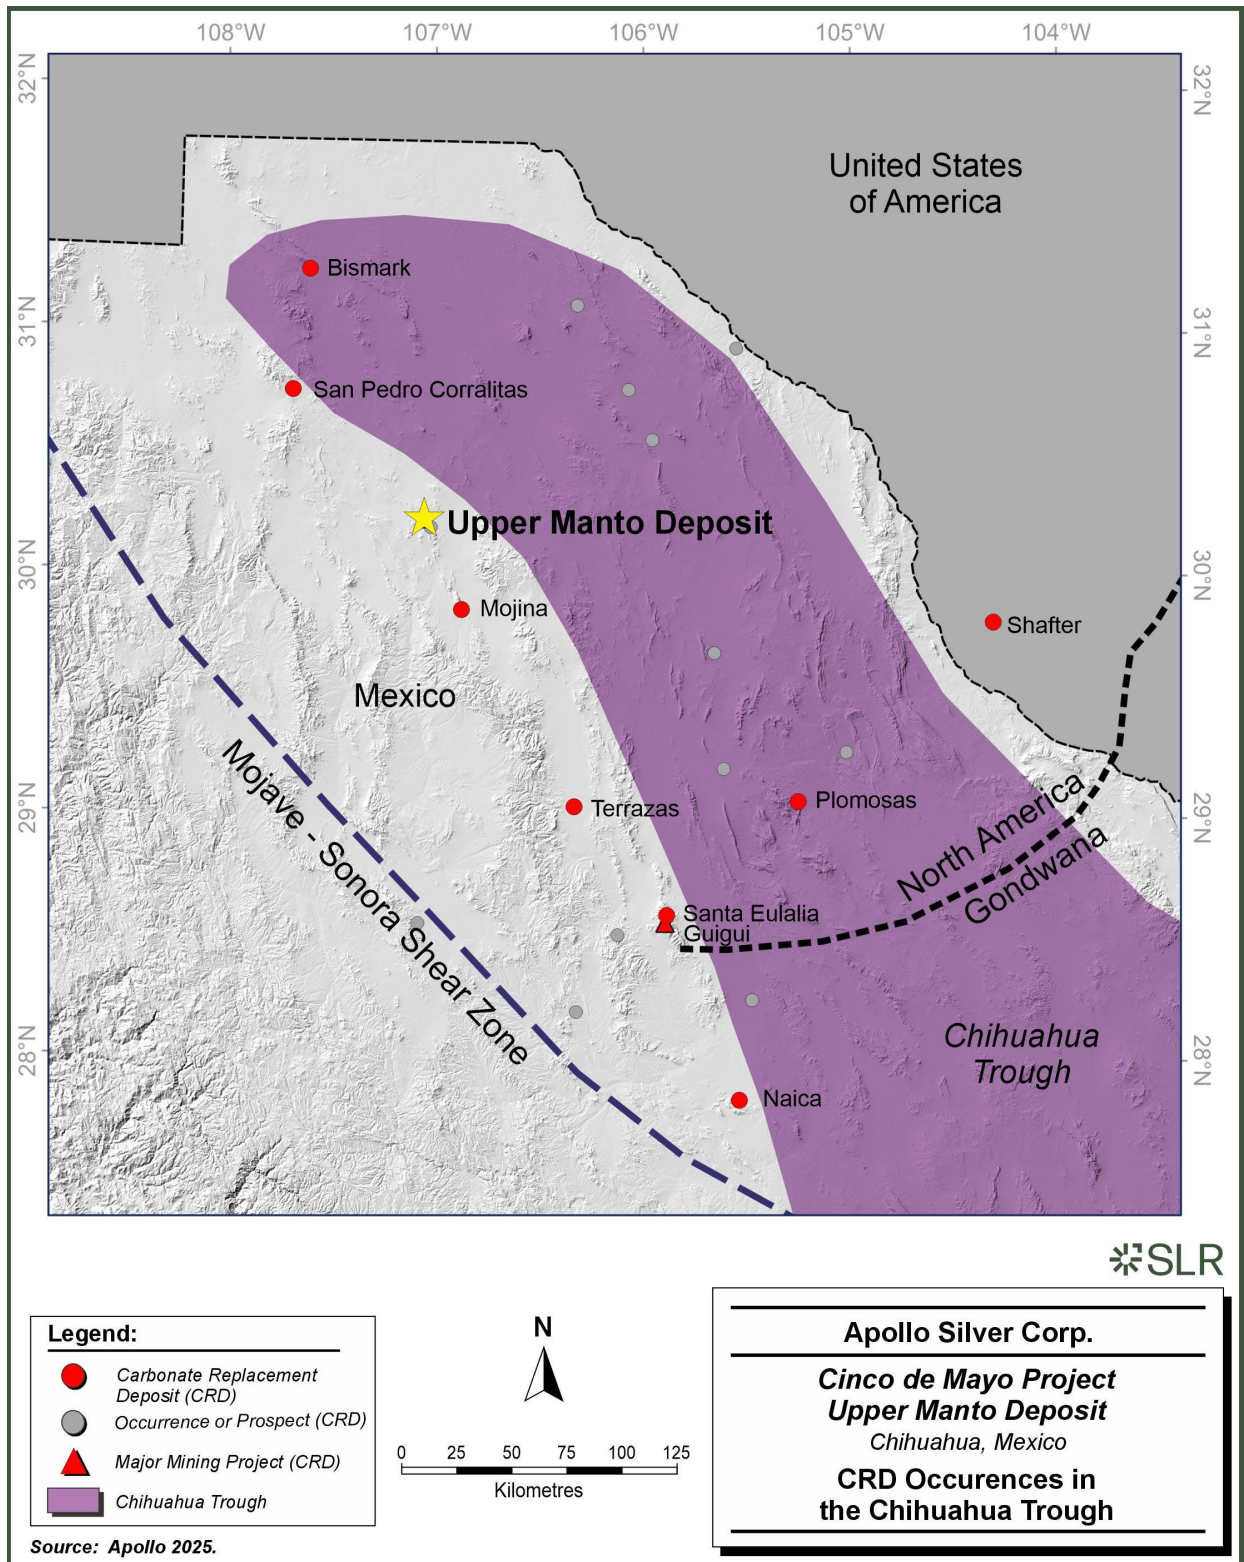 108°W 107°W 106°W 105°W 104°W
32°N 32°N
United States
of America
Bismark
31°N 31°N
San Pedro Corralitas
Upper Manto Deposit
30°N 30°N
Mojina
Shafter
Mexico
Mojave - Sonora Shear Zone
29°N 29°N
Terrazas
Plomosas
North America
Gondwana
Santa Eulalia
Guigui
28°N 28°N
Chihuahua
Trough
Naica
SLR
Legend:
Carbonate Replacement
Deposit (CRD)
Occurrence or Prospect (CRD)
Major Mining Project (CRD)
Chihuahua Trough
Source: Apollo 2025.
N
0 25 50 75 100 125
Kilometres
Apollo Silver Corp.
Cinco de Mayo Project
Upper Manto Deposit
Chihuahua, Mexico
CRD Occurences in
the Chihuahua Trough